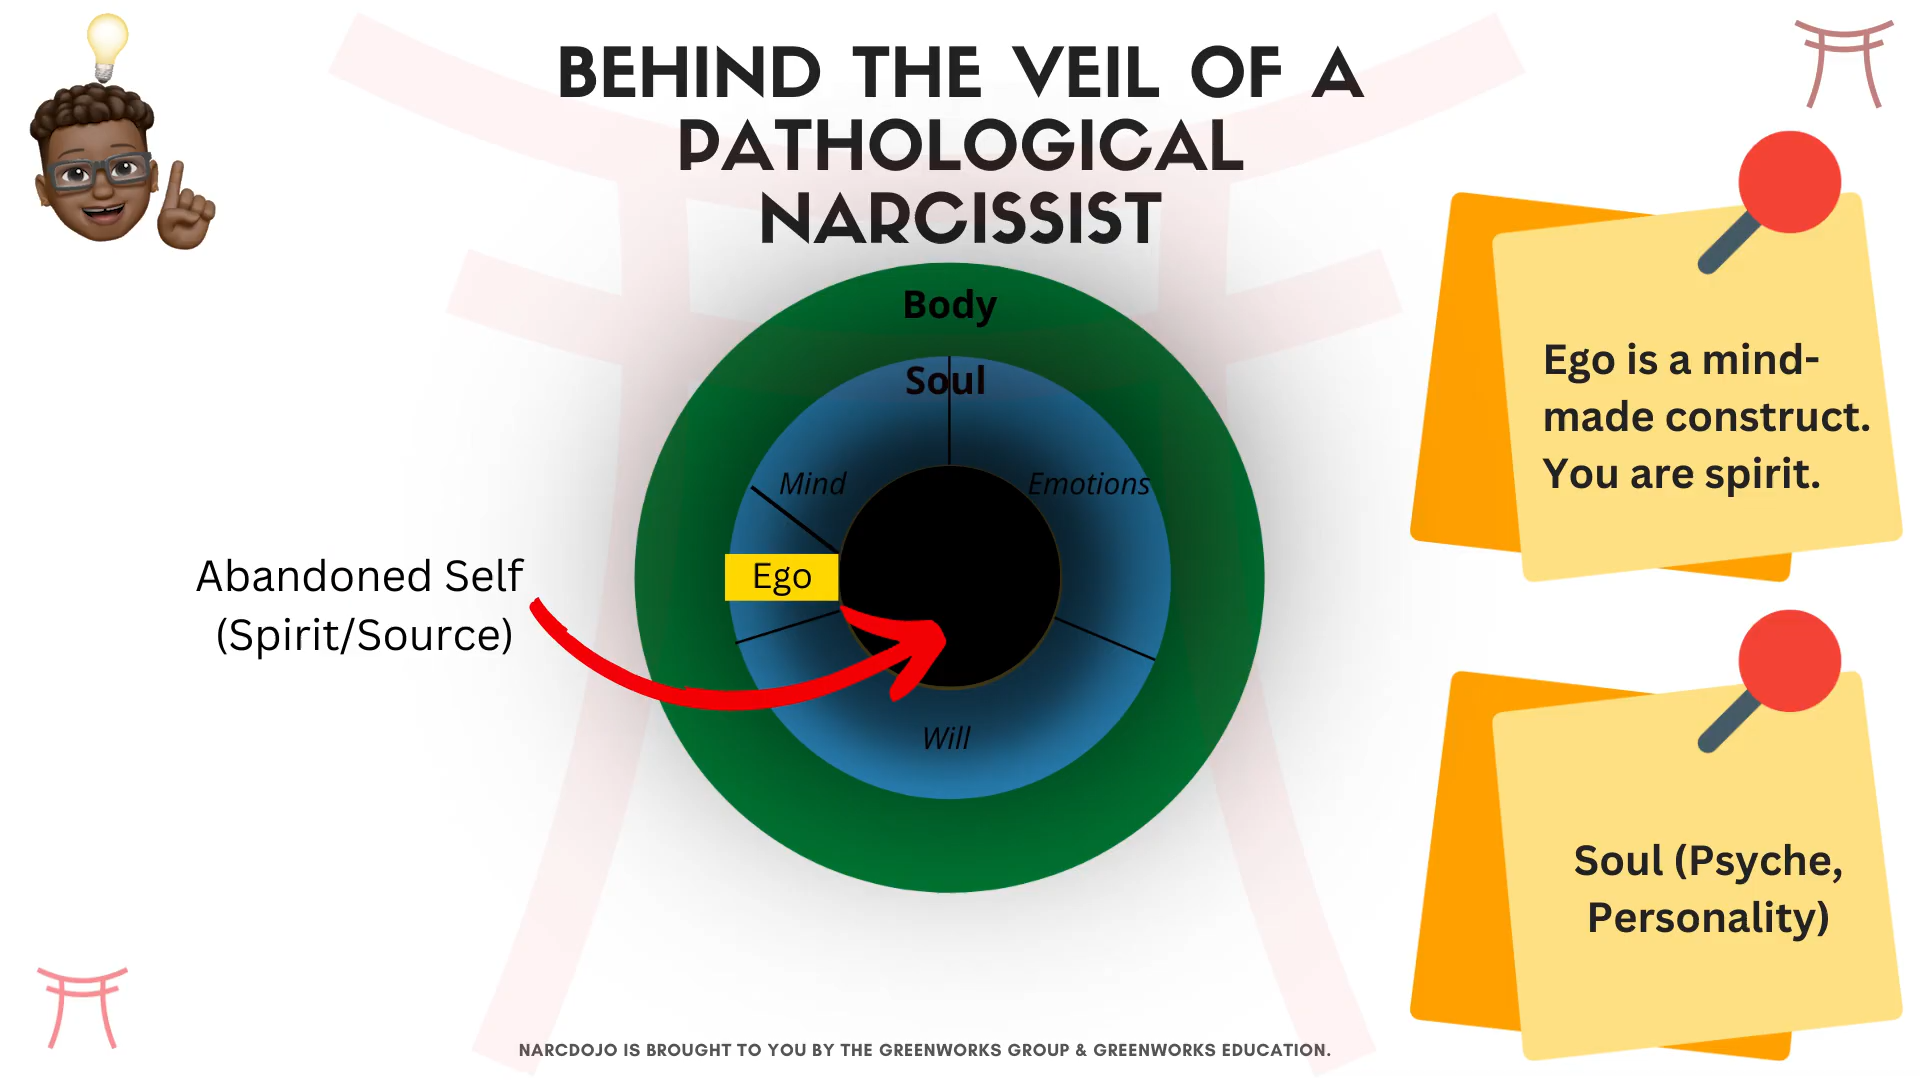 BEHIND THE VEIL OF A
PATHOLOGICAL
NARCISSIST
Body
Soul
Mind
Emotions
Ego
Will
Abandoned Self
(Spirit/Source)
Ego is a mind-
made construct.
You are spirit.
Soul (Psyche,
Personality)
NARCDOJO IS BROUGHT TO YOU BY THE GREENWORKS GROUP & GREENWORKS EDUCATION.